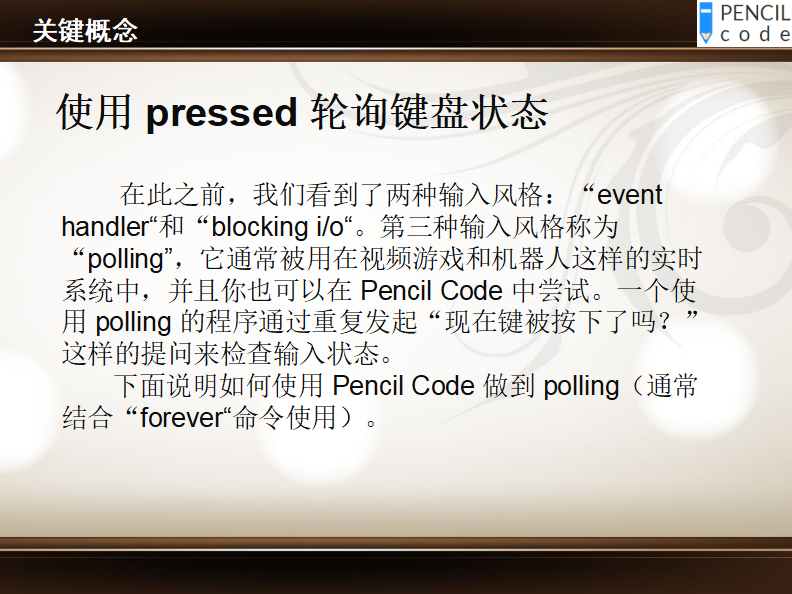 关键概念
PENCIL
code
使用 pressed 轮询键盘状态
在此之前，我们看到了两种输入风格：“event
handler“和“blocking i/o“。第三种输入风格称为
“polling”，它通常被用在视频游戏和机器人这样的实时
系统中，并且你也可以在 Pencil Code 中尝试。一个使
用 polling 的程序通过重复发起“现在键被按下了吗？”
这样的提问来检查输入状态。
下面说明如何使用 Pencil Code 做到 polling（通常
结合“forever“命令使用）。